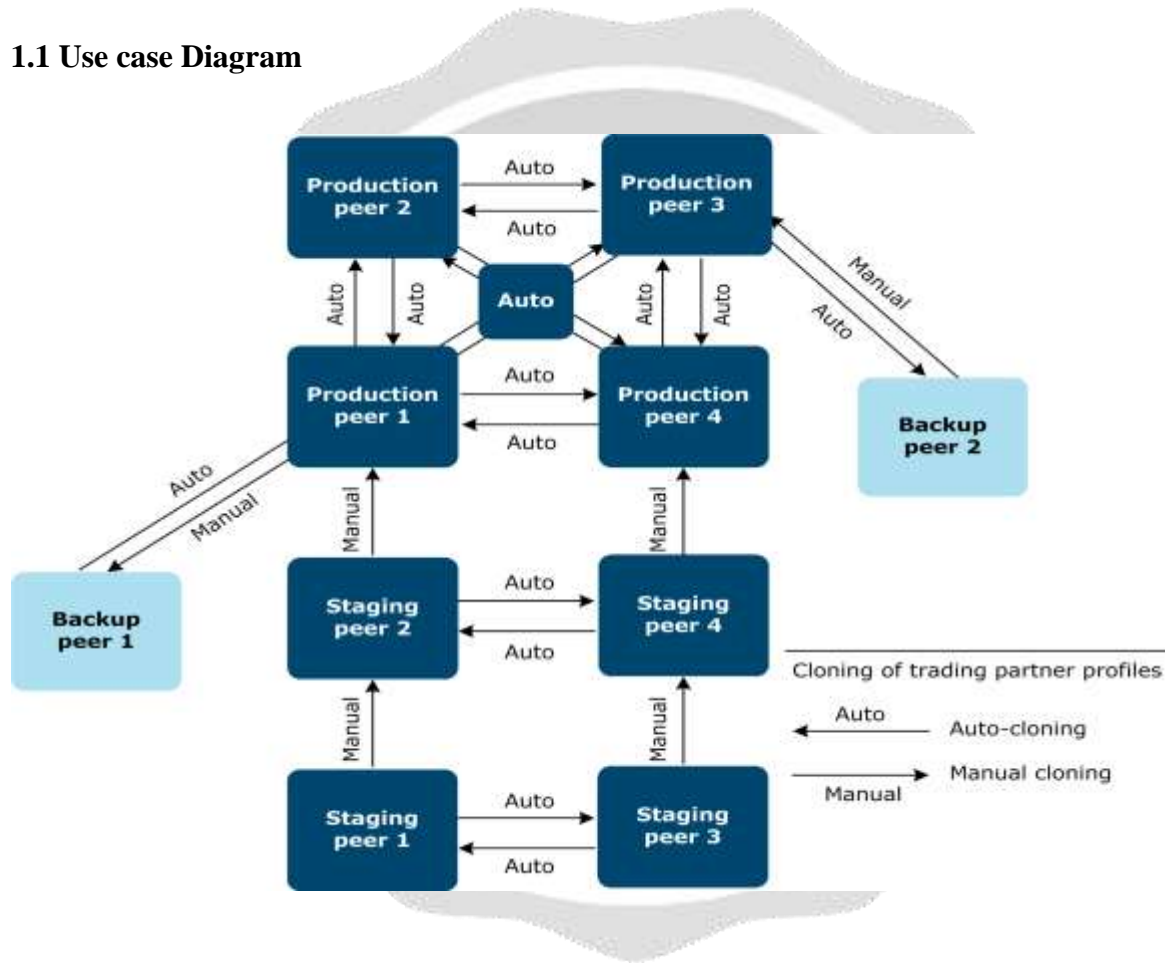 1.1 Use case Diagram
Production
peer 2
Auto
Auto
Production
peer 3
Auto
Auto
Auto
Auto
Auto
Manual
Auto
Production
peer 1
Auto
Auto
Production
peer 4
Backup
peer 2
Auto
Manual
Manual
Manual
Backup
peer 1
Staging
peer 2
Auto
Auto
Staging
peer 4
Manual
Manual
Staging
peer 1
Auto
Auto
Staging
peer 3
Cloning of trading partner profiles
Auto
Auto-cloning
Manual
Manual cloning